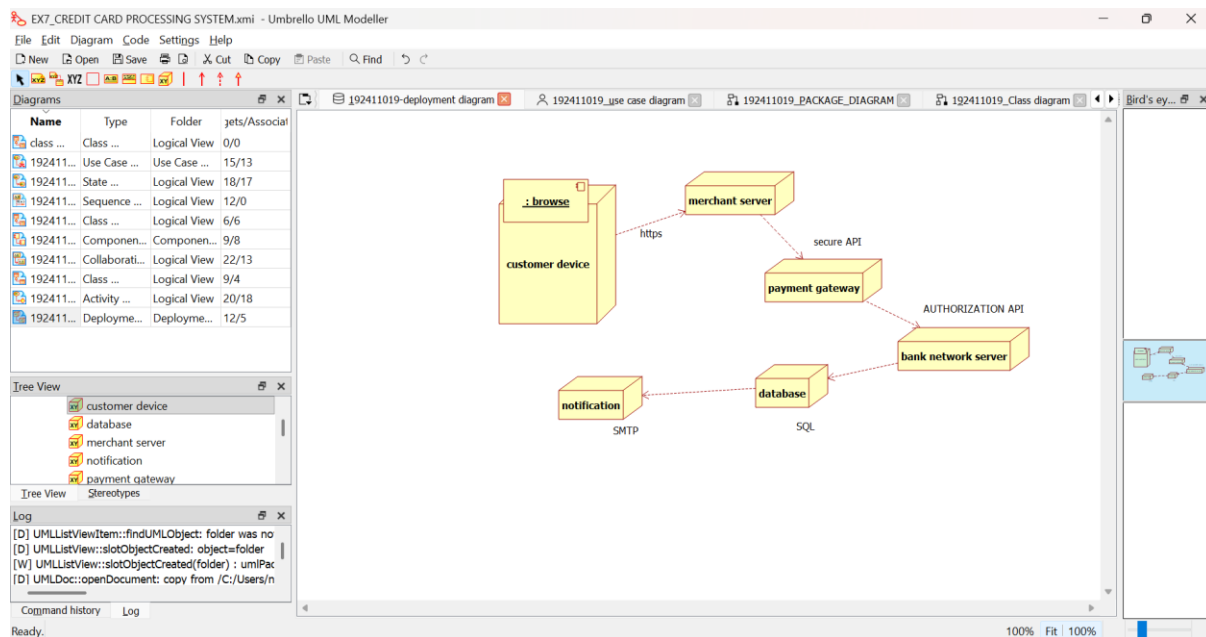 EX7_CREDIT CARD PROCESSING SYSTEM.xmi - Umbrello UML Modeller
File Edit Diagram Code Settings Help
New Open Save Cut Copy Paste Find
XYZ XYZ A:B XY
Diagrams
192411019-deployment diagram 192411019_use case diagram 192411019_PACKAGE_DIAGRAM 192411019_Class diagram Bird's ey...
Name Type Folder gets/Associat
class ... Class ... Logical View 0/0
192411... Use Case ... Use Case ... 15/13
192411... State ... Logical View 18/17
192411... Sequence ... Logical View 12/0
192411... Class ... Logical View 6/6
192411... Componen... Componen... 9/8
192411... Collaborati... Logical View 22/13
192411... Class ... Logical View 9/4
192411... Activity ... Logical View 20/18
192411... Deployme... Deployme... 12/5
: browse
customer device
https
merchant server
secure API
payment gateway
AUTHORIZATION API
bank network server
database
SQL
notification
SMTP
Tree View
customer device
database
merchant server
notification
payment gateway
Tree View Stereotypes
Log
[D] UMLListViewItem::findUMLObject: folder was no
[D] UMLListView::slotObjectCreated: object=folder
[W] UMLListView::slotObjectCreated(folder) : umlPac
[D] UMLDoc::openDocument: copy from /C:/Users/n
Command history Log
Ready.
100% Fit 100%